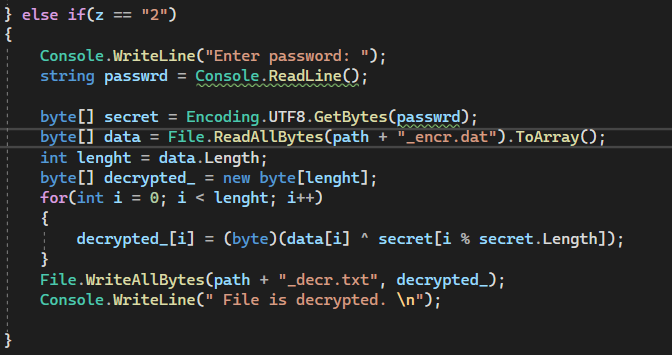 } else if(z == "2")
{
Console.WriteLine("Enter password: ");
string passwrd = Console.ReadLine();
byte[] secret = Encoding.UTF8.GetBytes(passwrd);
byte[] data = File.ReadAllBytes(path + "_encr.dat").ToArray();
int lenght = data.Length;
byte[] decrypted_ = new byte[lenght];
for(int i = 0; i < lenght; i++)
{
decrypted_[i] = (byte)(data[i] ^ secret[i % secret.Length]);
}
File.WriteAllBytes(path + "_decr.txt", decrypted_);
Console.WriteLine(" File is decrypted. \n");
}